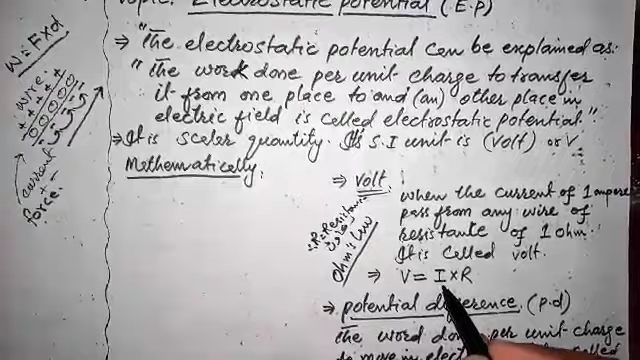 Topic: Electrostatic potential (E.p)
W = F×d
⇒ "The electrostatic potential can be explained as:
"The work done per unit charge to transfer
it from one place to and (an) other place in
electric field is called electrostatic potential."
⇒ It is scaler quantity. It's S.I unit is (Volt) or V
Methematically.
wire
current
force.
⇒ volt
when the current of 1 ampere
pass from any wire of
resistante of 1 ohm.
It is called volt.
∵ R = Resistance
ohm's law
⇒ V = I×R
⇒ potential difference. (p.d)
The word done per unit charge